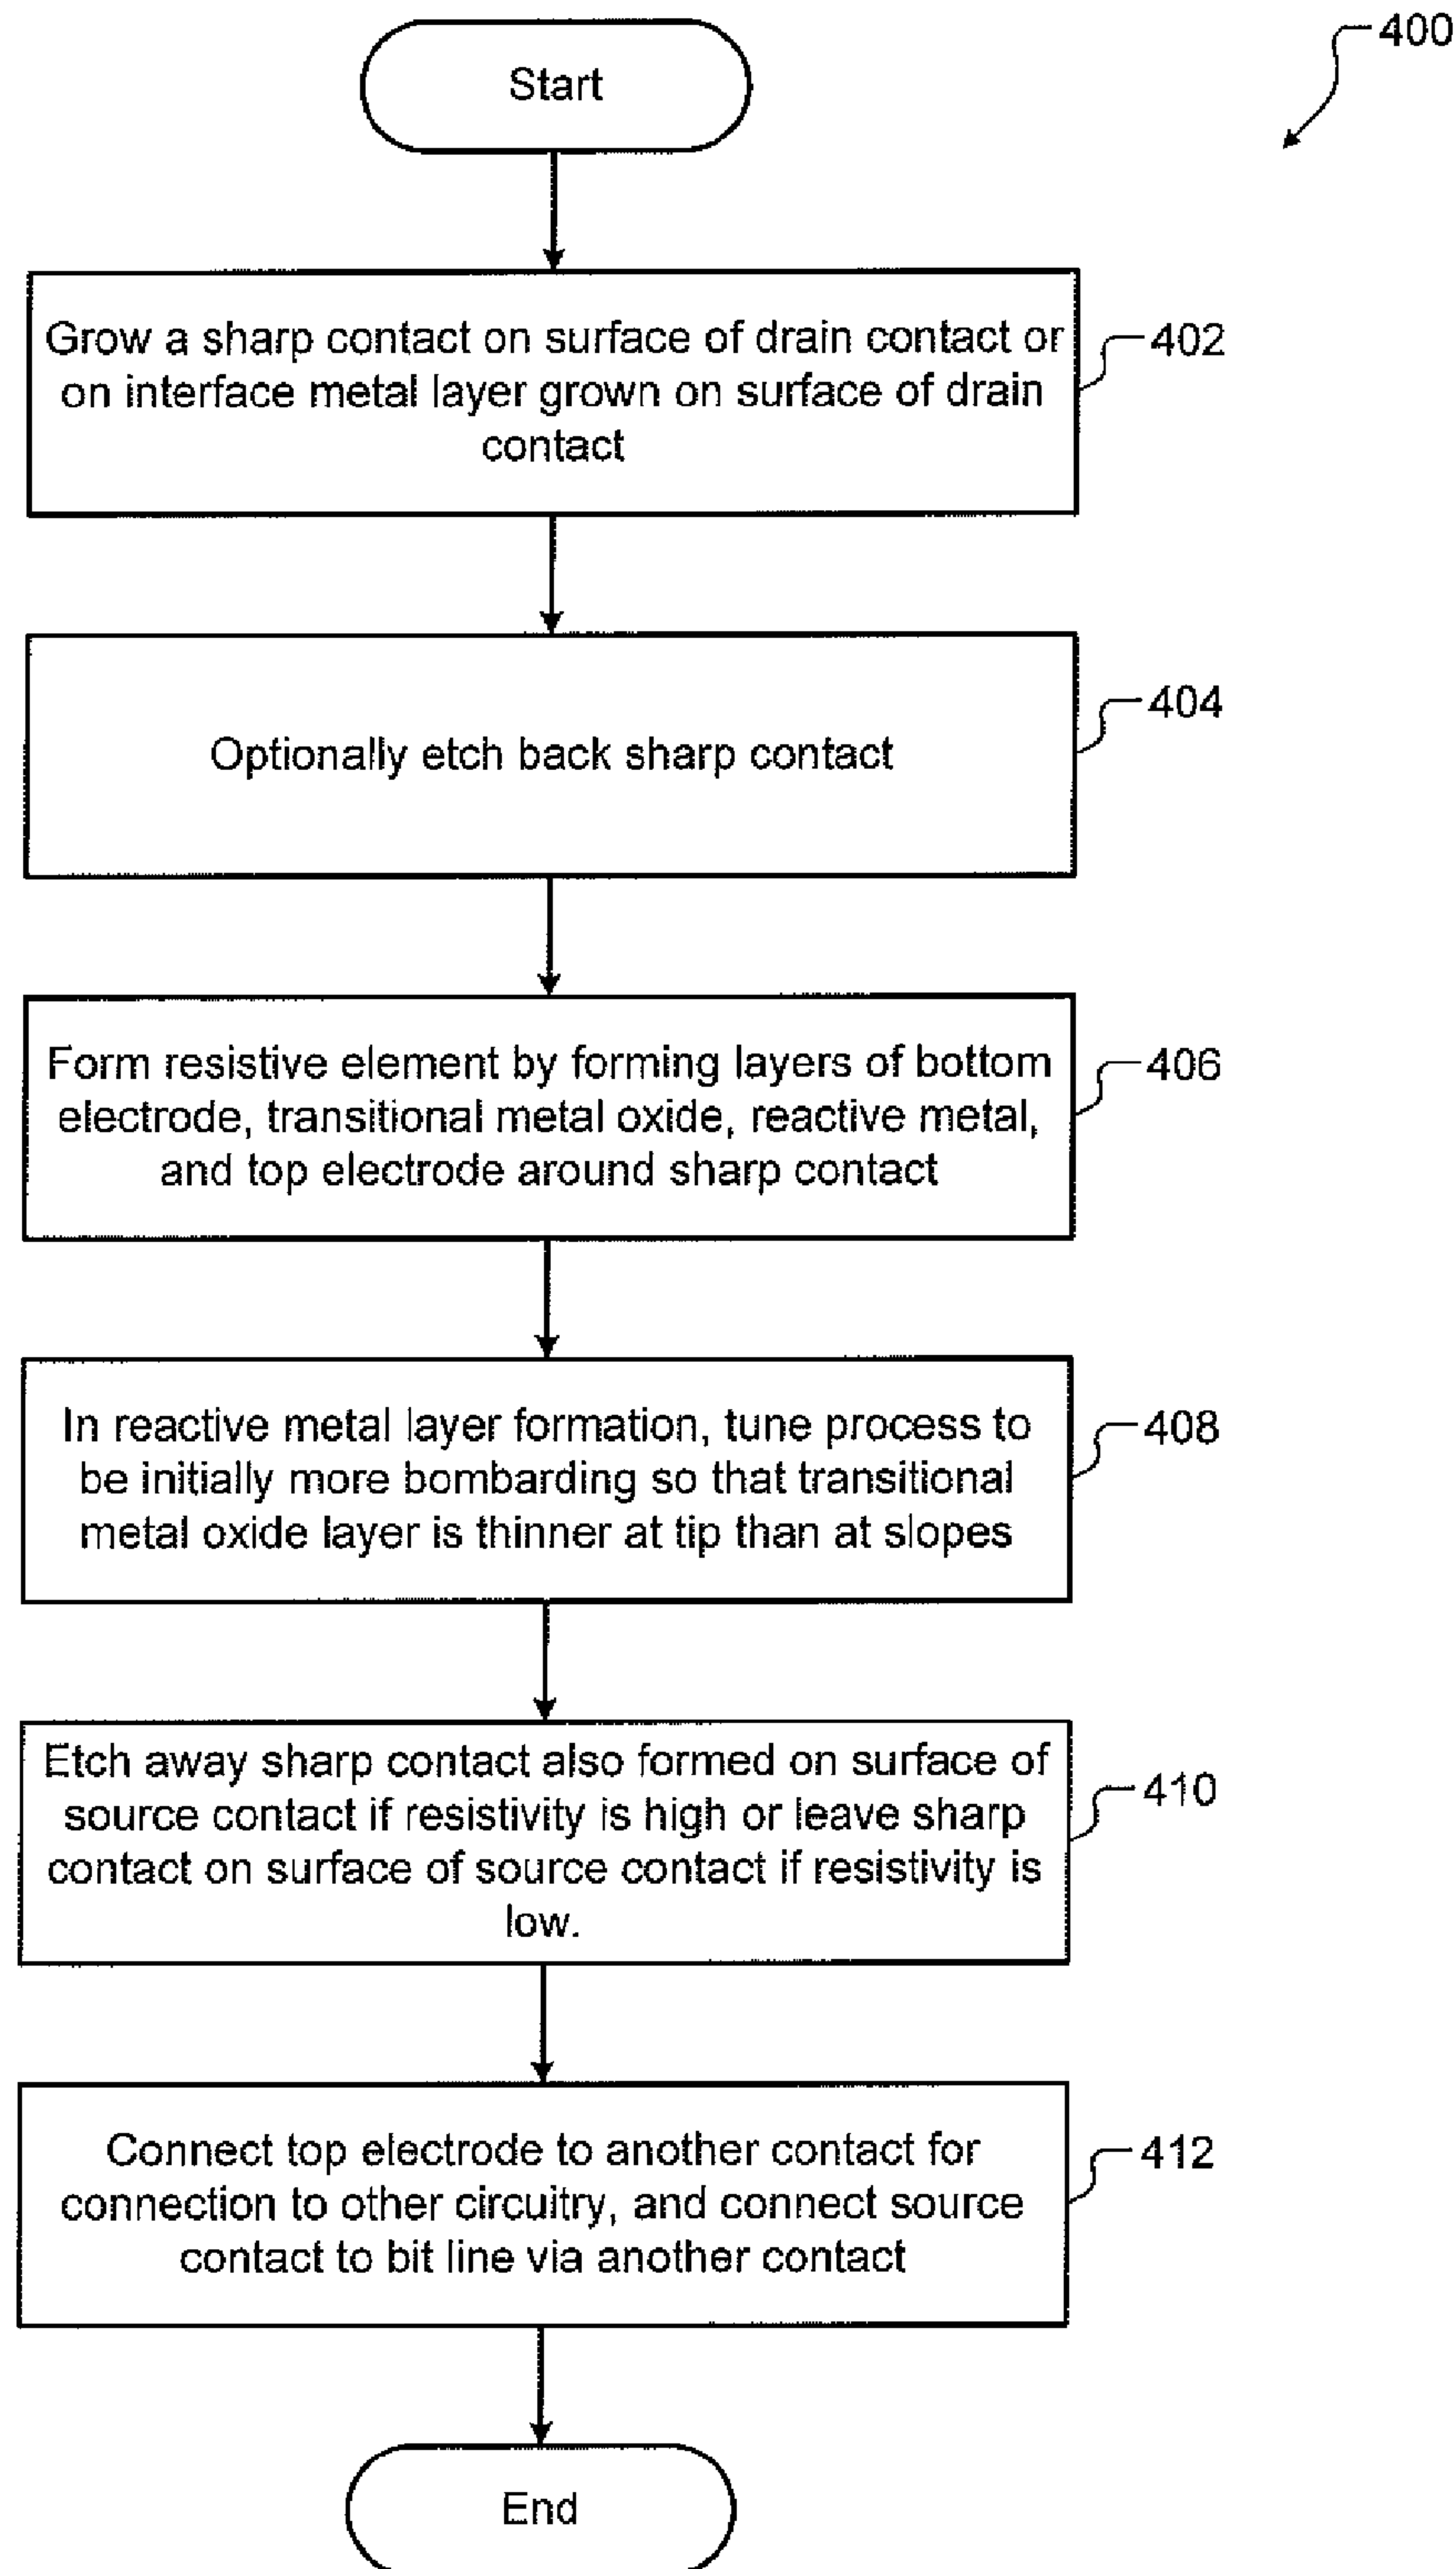 400
Start
Grow a sharp contact on surface of drain contact or
on interface metal layer grown on surface of drain
contact
402
Optionally etch back sharp contact
404
Form resistive element by forming layers of bottom
electrode, transitional metal oxide, reactive metal,
and top electrode around sharp contact
406
In reactive metal layer formation, tune process to
be initially more bombarding so that transitional
metal oxide layer is thinner at tip than at slopes
408
Etch away sharp contact also formed on surface of
source contact if resistivity is high or leave sharp
contact on surface of source contact if resistivity is
low.
410
Connect top electrode to another contact for
connection to other circuitry, and connect source
contact to bit line via another contact
412
End